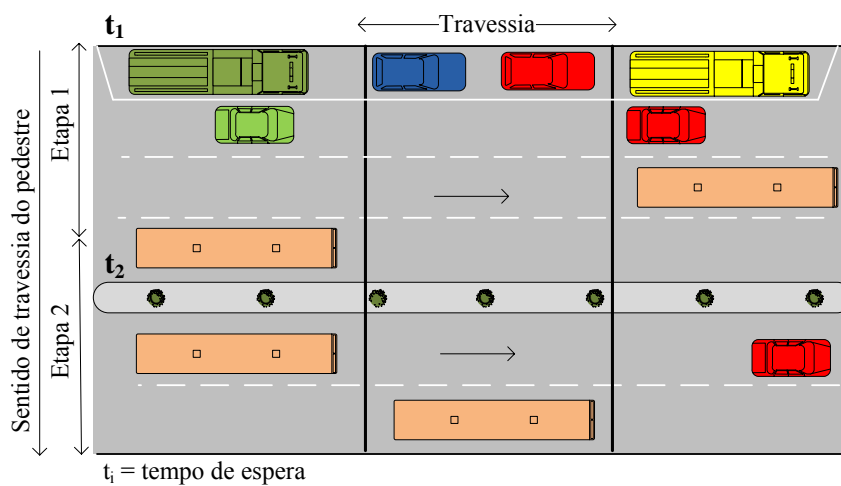 t1
Travessia
Sentido de travessia do pedestre
Etapa 1
t2
Etapa 2
ti = tempo de espera